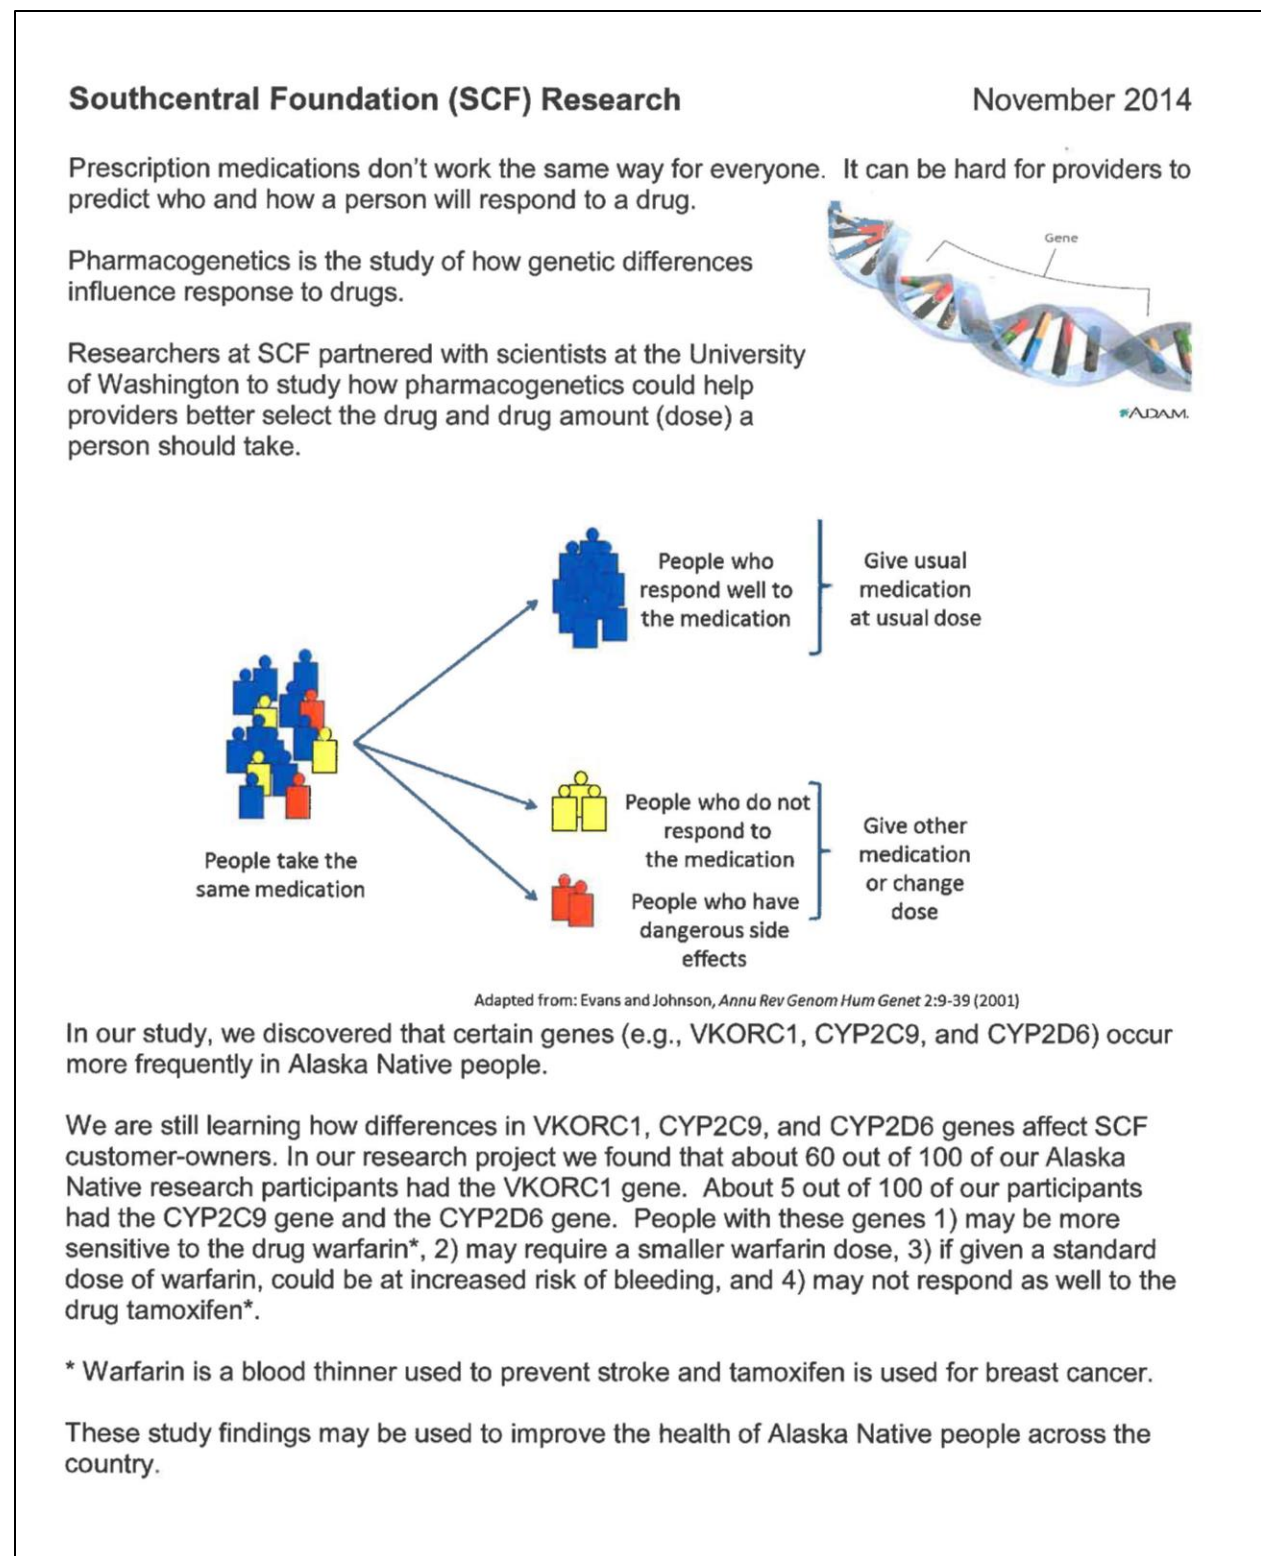 Southcentral Foundation (SCF) Research November 2014
Prescription medications don't work the same way for everyone. It can be hard for providers to
predict who and how a person will respond to a drug.
Gene
Pharmacogenetics is the study of how genetic differences
influence response to drugs.
Researchers at SCF partnered with scientists at the University
of Washington to study how pharmacogenetics could help
providers better select the drug and drug amount (dose) a
person should take.
ADAM.
People who
respond well to
the medication
Give usual
medication
at usual dose
People take the
same medication
People who do not
respond to
the medication
People who have
dangerous side
effects
Give other
medication
or change
dose
Adapted from: Evans and Johnson, Annu Rev Genom Hum Genet 2:9-39 (2001)
In our study, we discovered that certain genes (e.g., VKORC1, CYP2C9, and CYP2D6) occur
more frequently in Alaska Native people.
We are still learning how differences in VKORC1, CYP2C9, and CYP2D6 genes affect SCF
customer-owners. In our research project we found that about 60 out of 100 of our Alaska
Native research participants had the VKORC1 gene. About 5 out of 100 of our participants
had the CYP2C9 gene and the CYP2D6 gene. People with these genes 1) may be more
sensitive to the drug warfarin*, 2) may require a smaller warfarin dose, 3) if given a standard
dose of warfarin, could be at increased risk of bleeding, and 4) may not respond as well to the
drug tamoxifen*.
* Warfarin is a blood thinner used to prevent stroke and tamoxifen is used for breast cancer.
These study findings may be used to improve the health of Alaska Native people across the
country.